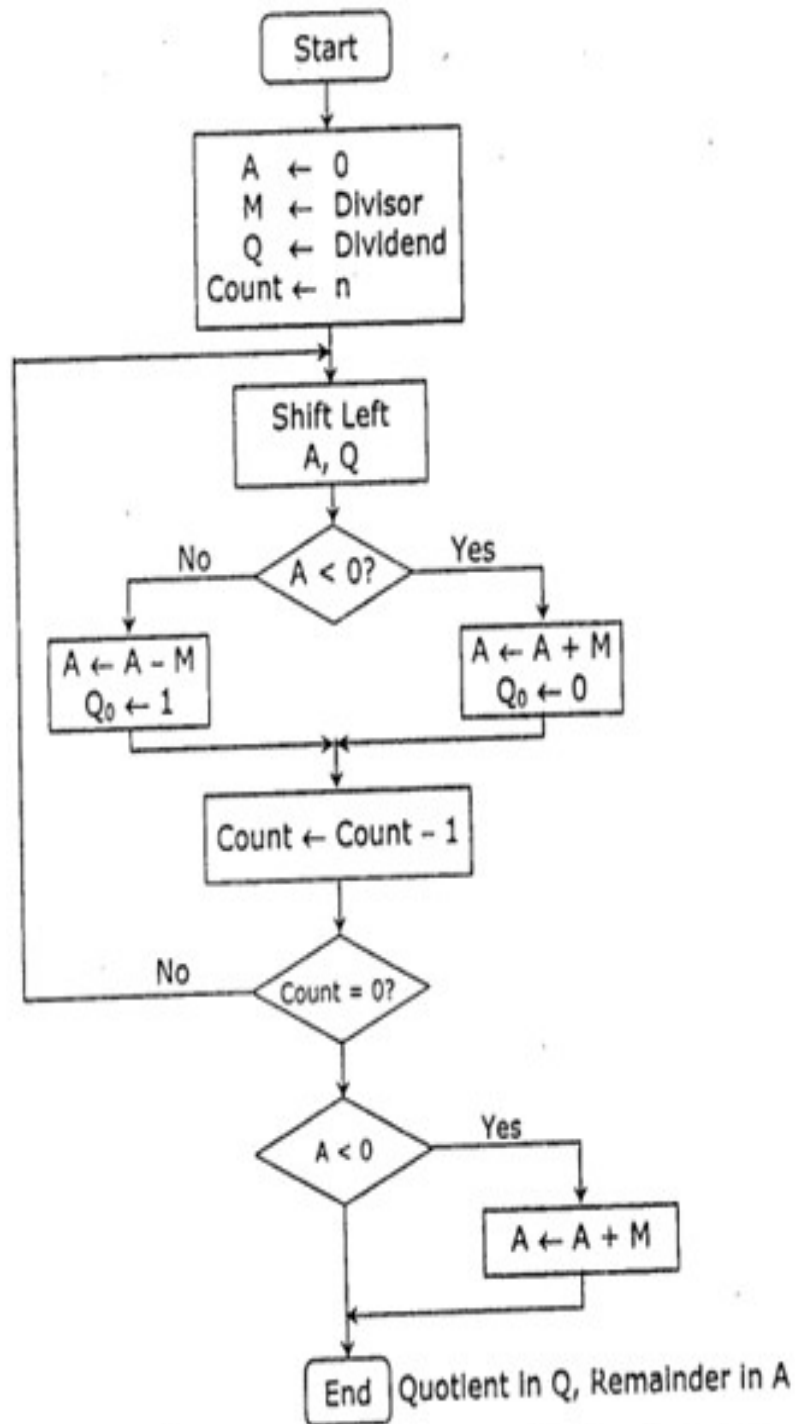 Start
A ← 0
M ← Divisor
Q ← Dividend
Count ← n
Shift Left
A, Q
A < 0?
No
Yes
A ← A – M
Q₀ ← 1
A ← A + M
Q₀ ← 0
Count ← Count – 1
Count = 0?
No
A < 0
Yes
A ← A + M
End
Quotient in Q, Remainder in A